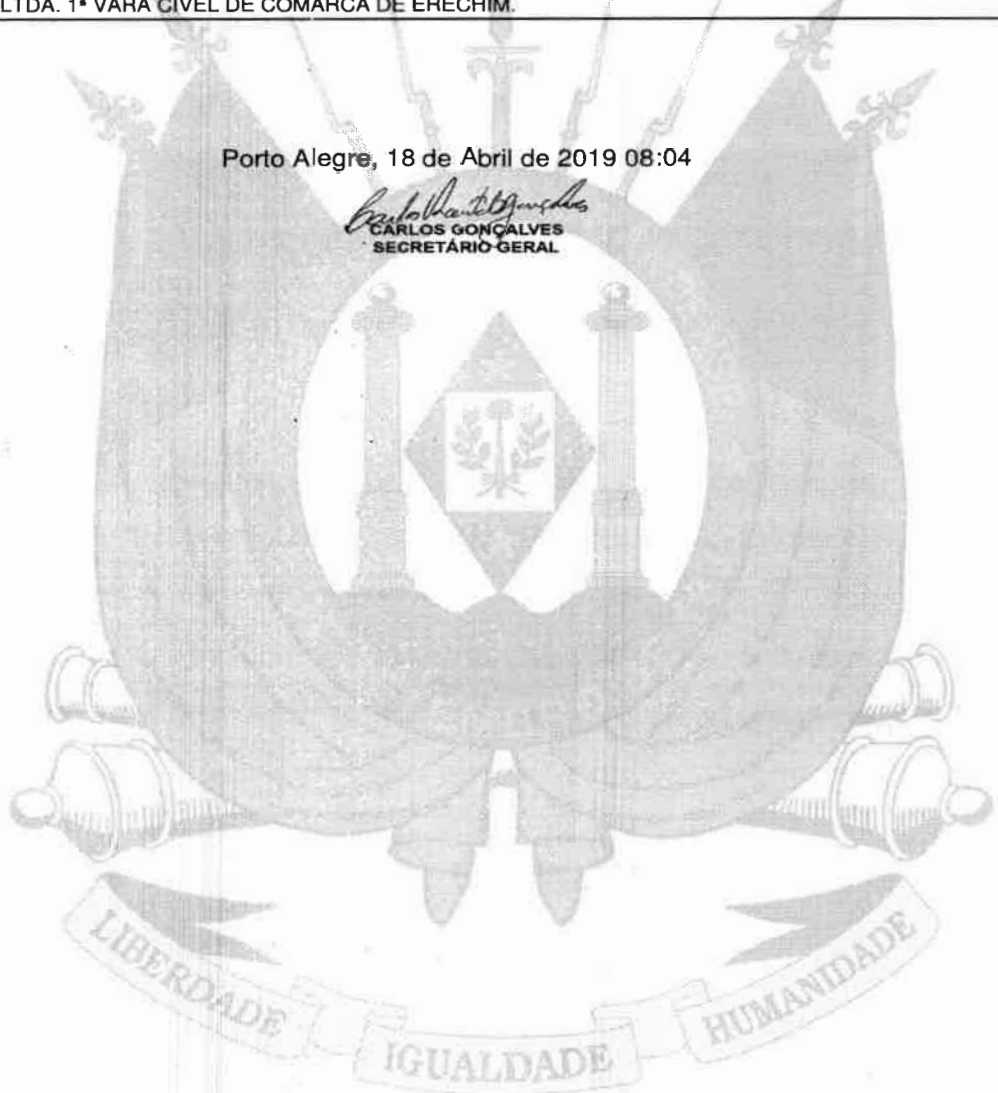 LTDA. 1ª VARA CÍVEL DE COMARCA DE ERECHIM.
Porto Alegre, 18 de Abril de 2019 08:04
CARLOS GONÇALVES
SECRETÁRIO GERAL
LIBERDADE
IGUALDADE
HUMANIDADE